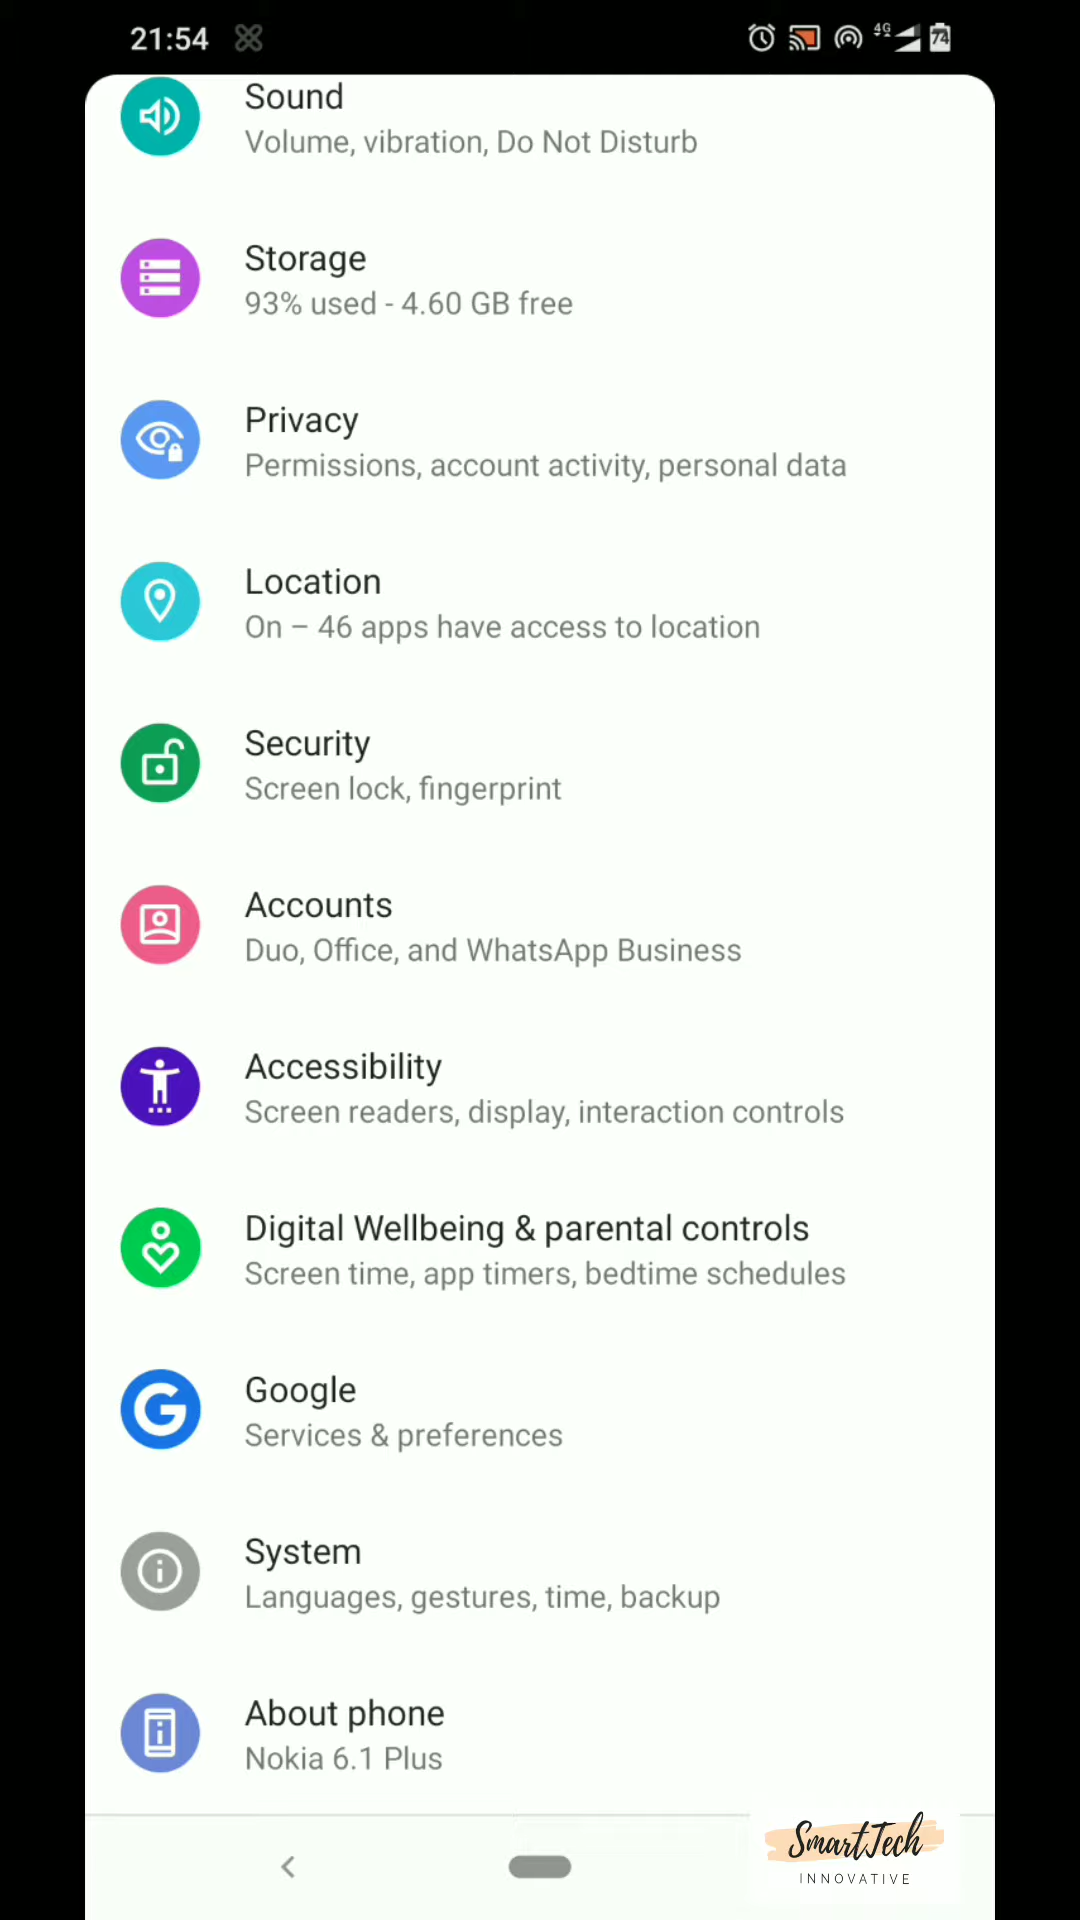 21:54
4G
74
Sound
Volume, vibration, Do Not Disturb
Storage
93% used - 4.60 GB free
Privacy
Permissions, account activity, personal data
Location
On – 46 apps have access to location
Security
Screen lock, fingerprint
Accounts
Duo, Office, and WhatsApp Business
Accessibility
Screen readers, display, interaction controls
Digital Wellbeing & parental controls
Screen time, app timers, bedtime schedules
Google
Services & preferences
System
Languages, gestures, time, backup
About phone
Nokia 6.1 Plus
SmartTech
INNOVATIVE